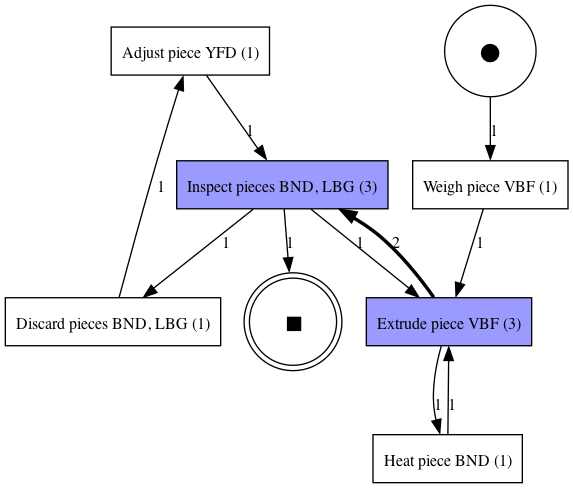 Adjust piece YFD (1)
1
1
Inspect pieces BND, LBG (3)
Weigh piece VBF (1)
1
1
1
1
2
1
Discard pieces BND, LBG (1)
Extrude piece VBF (3)
1
1
Heat piece BND (1)